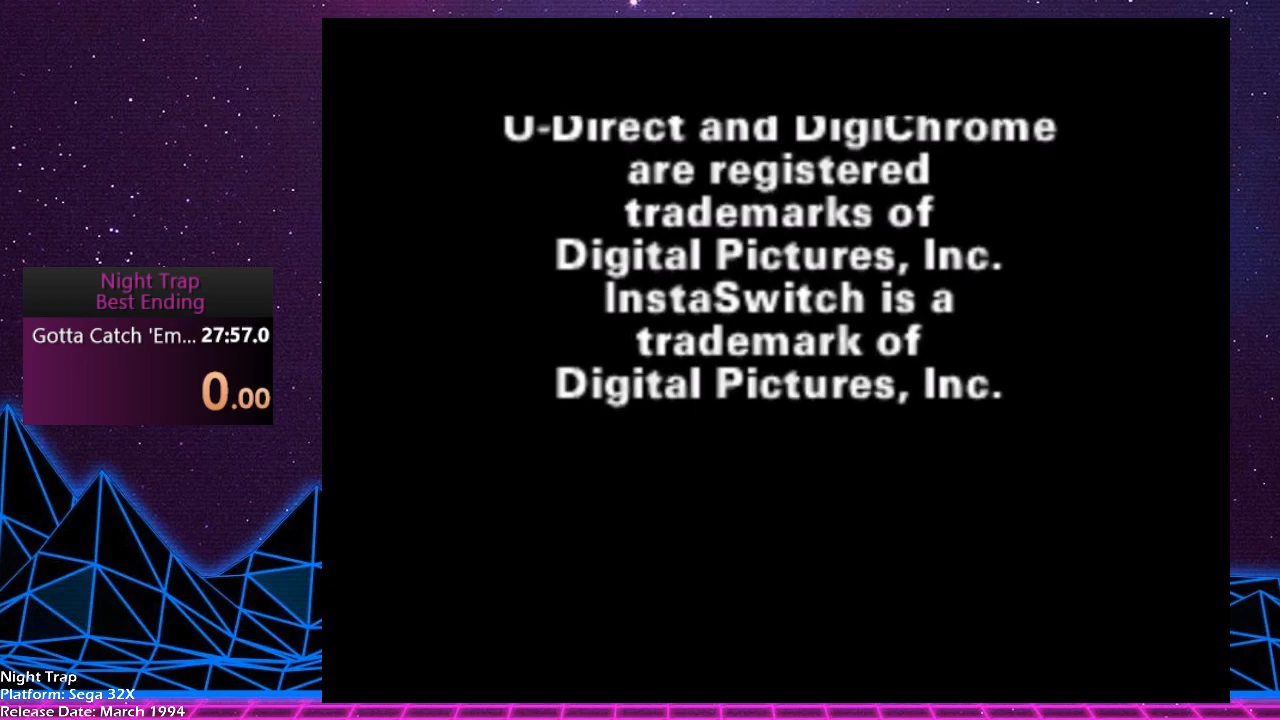 U-Direct and DigiChrome
are registered
trademarks of
Digital Pictures, Inc.
InstaSwitch is a
trademark of
Digital Pictures, Inc.
Night Trap
Best Ending
Gotta Catch 'Em... 27:57.0
0.00
Night Trap
Platform: Sega 32X
Release Date: March 1994